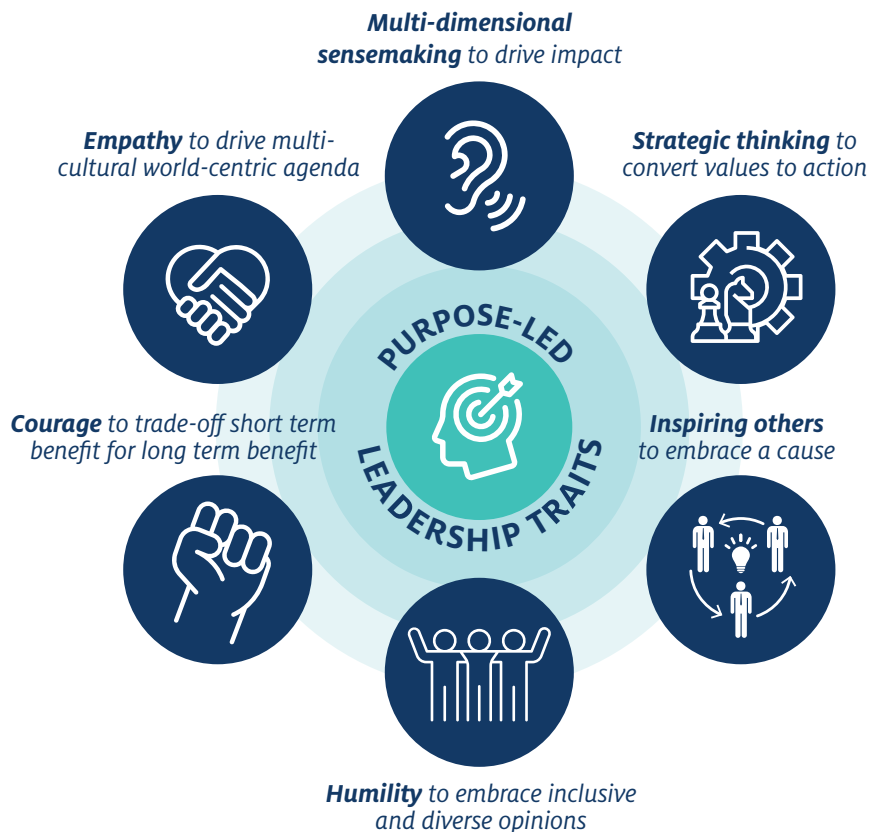 Multi-dimensional
sensemaking to drive impact
Empathy to drive multi-
cultural world-centric agenda
Strategic thinking to
convert values to action
PURPOSE-LED
LEADERSHIP TRAITS
Courage to trade-off short term
benefit for long term benefit
Inspiring others
to embrace a cause
Humility to embrace inclusive
and diverse opinions